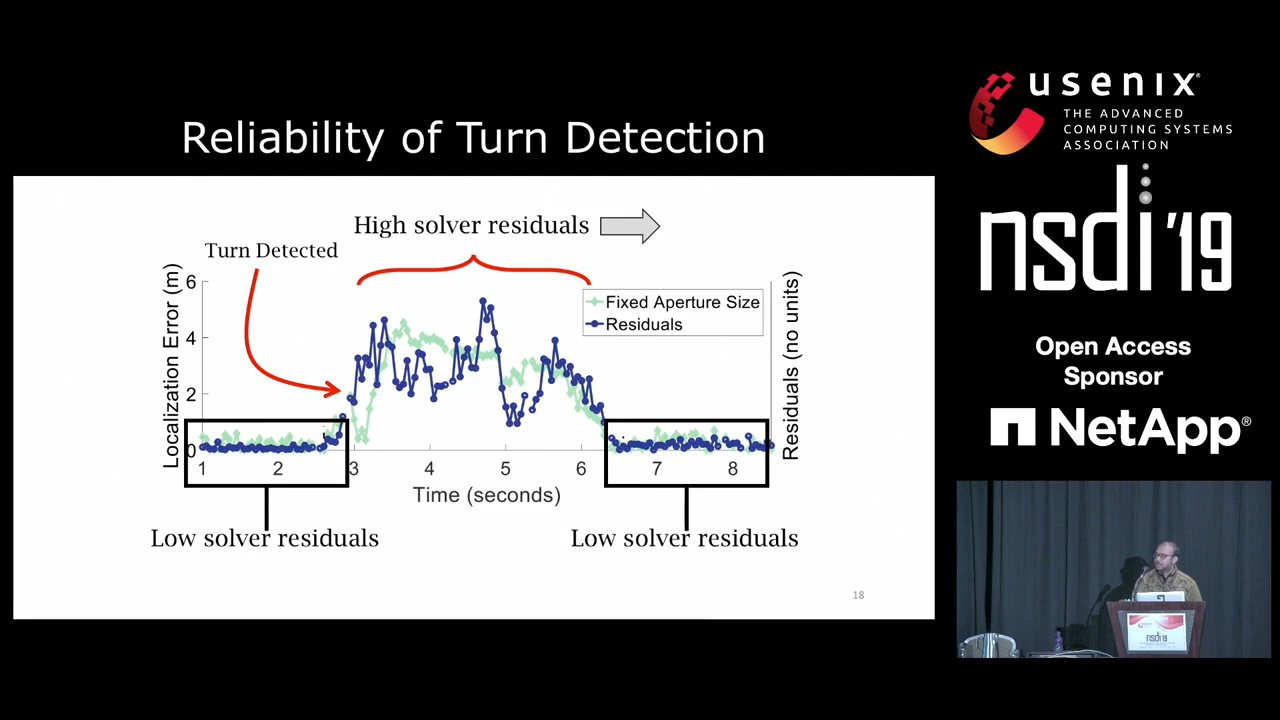 Reliability of Turn Detection
High solver residuals
Turn Detected
Localization Error (m)
6
4
2
0
Fixed Aperture Size
Residuals
Residuals (no units)
1
2
3
4
5
6
7
8
Time (seconds)
Low solver residuals
Low solver residuals
18
usenix®
THE ADVANCED
COMPUTING SYSTEMS
ASSOCIATION
nsdi '19
Open Access
Sponsor
NetApp®
nsdi'19